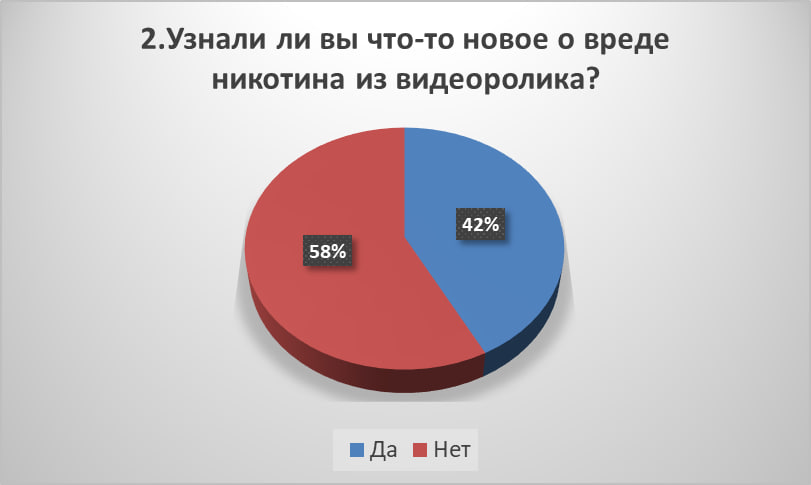 2.Узнали ли вы что-то новое о вреде
никотина из видеоролика?
42%
58%
Да Нет